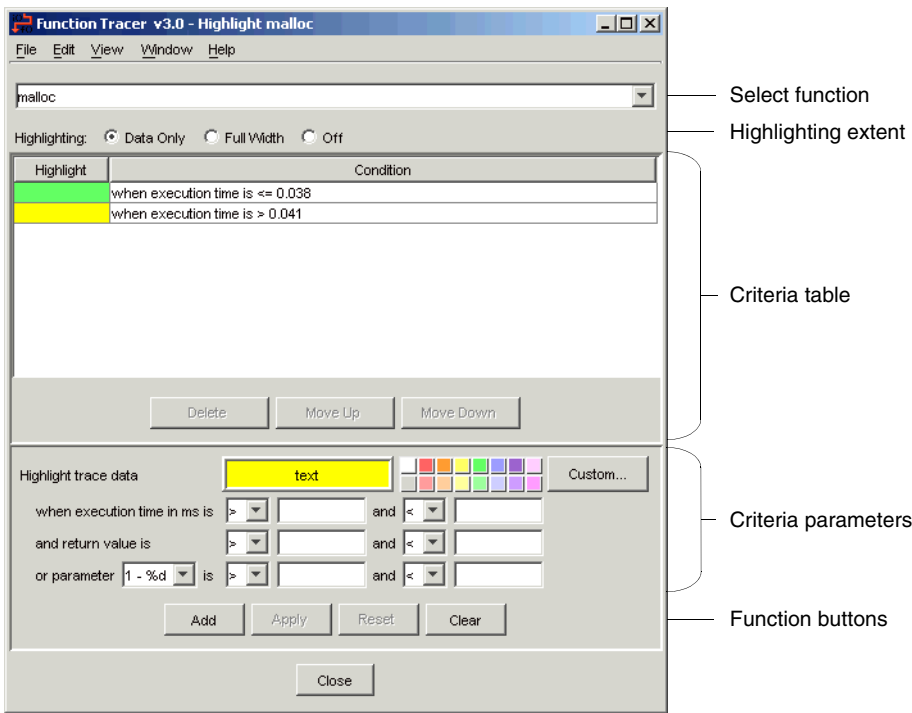 Function Tracer v3.0 - Highlight malloc
File Edit View Window Help
malloc
Select function
Highlighting: Data Only Full Width Off
Highlighting extent
Highlight Condition
when execution time is <= 0.038
when execution time is > 0.041
Criteria table
Delete Move Up Move Down
Highlight trace data text Custom...
when execution time in ms is > and <
and return value is > and <
or parameter 1 - %d is > and <
Criteria parameters
Add Apply Reset Clear
Function buttons
Close